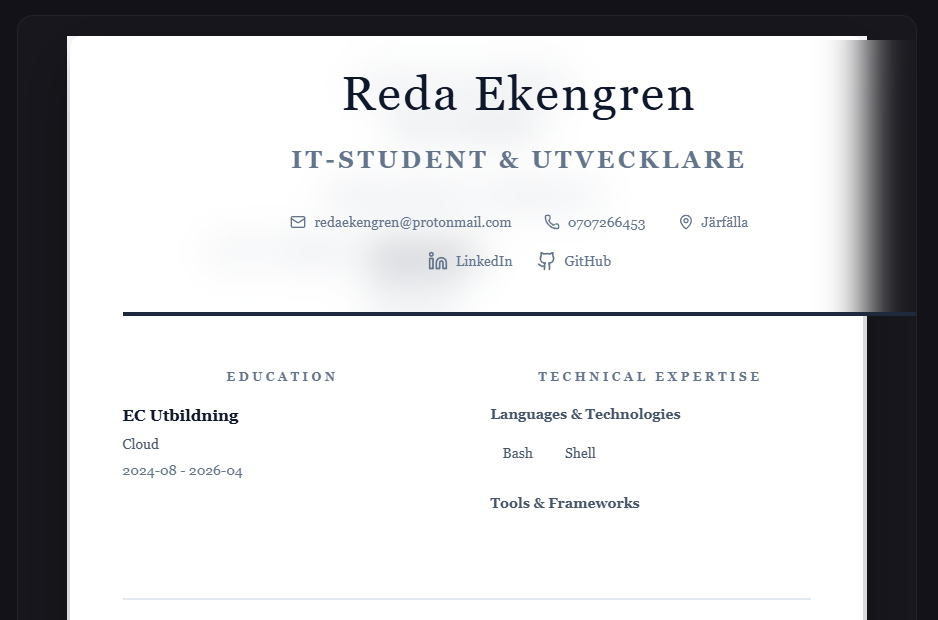 Reda Ekengren
IT-STUDENT & UTVECKLARE
redaekengren@protonmail.com 0707266453 Järfälla
LinkedIn GitHub
EDUCATION
EC Utbildning
Cloud
2024-08 - 2026-04
TECHNICAL EXPERTISE
Languages & Technologies
Bash Shell
Tools & Frameworks